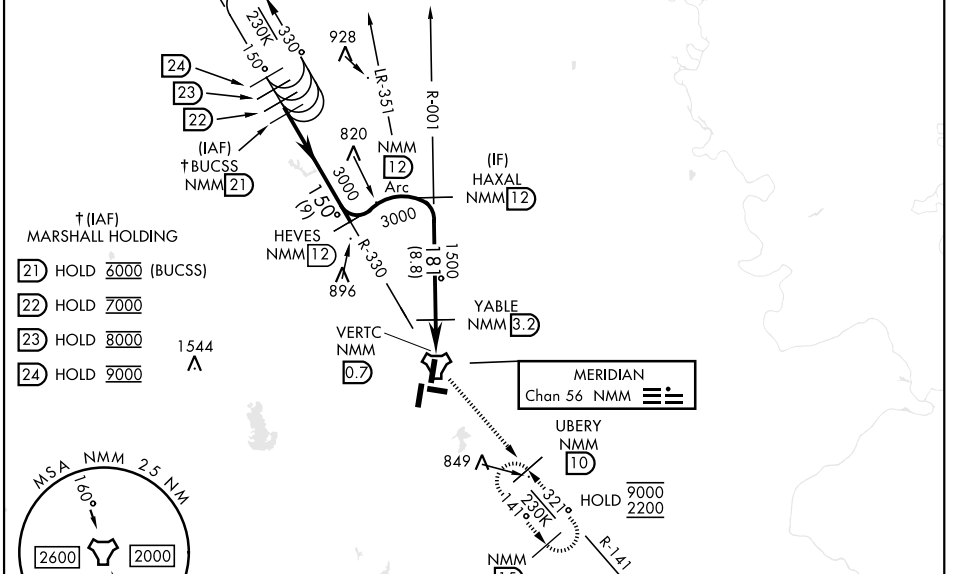 230K
330°
150°
24
23
22
(IAF)
†BUCSS
NMM 21
928
LR-351
R-001
820
NMM
12
Arc
3000
3000
(IF)
HAXAL
NMM 12
150°
(9)
HEVES
NMM 12
R-330
896
1500
181°
(8.8)
YABLE
NMM 3.2
VERTC
NMM
0.7
†(IAF)
MARSHALL HOLDING
21 HOLD 6000 (BUCSS)
22 HOLD 7000
23 HOLD 8000
24 HOLD 9000
1544
MERIDIAN
Chan 56 NMM
UBERY
NMM
10
849
321°
230K
141°
HOLD 9000
2200
R-141
NMM
15
MSA NMM 25 NM
160°
2600
2000